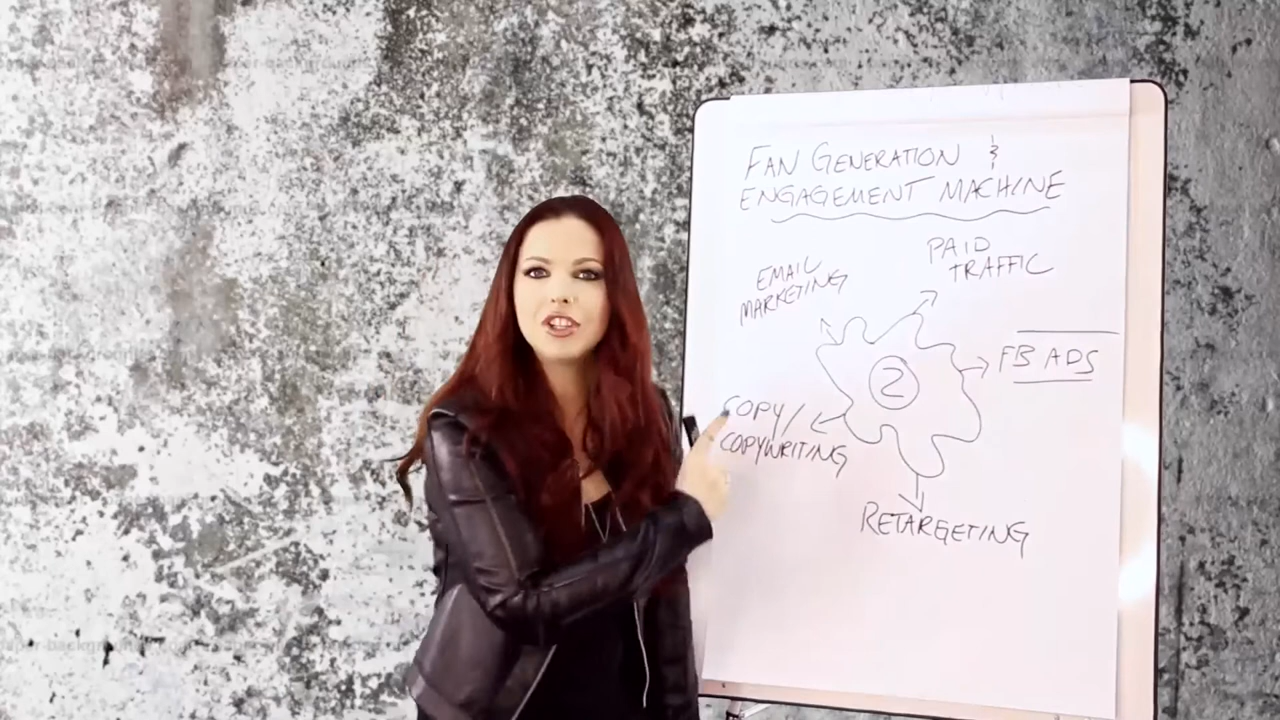 FAN GENERATION &
ENGAGEMENT MACHINE
PAID
TRAFFIC
EMAIL
MARKETING
FB ADS
2
COPY/
COPYWRITING
RETARGETING